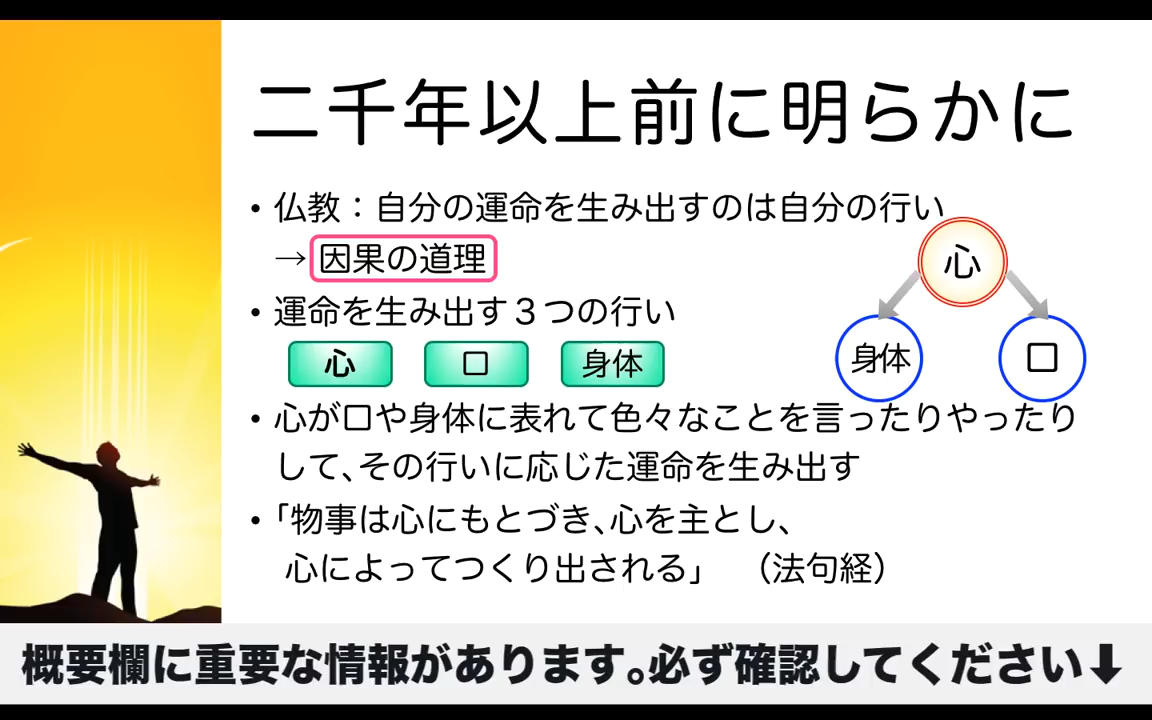 二千年以上前に明らかに
・仏教：自分の運命を生み出すのは自分の行い
→因果の道理
・運命を生み出す３つの行い
心 口 身体
心
身体 口
・心が口や身体に表れて色々なことを言ったりやったり
して、その行いに応じた運命を生み出す
・「物事は心にもとづき、心を主とし、
心によってつくり出される」 （法句経）
概要欄に重要な情報があります。必ず確認してください↓